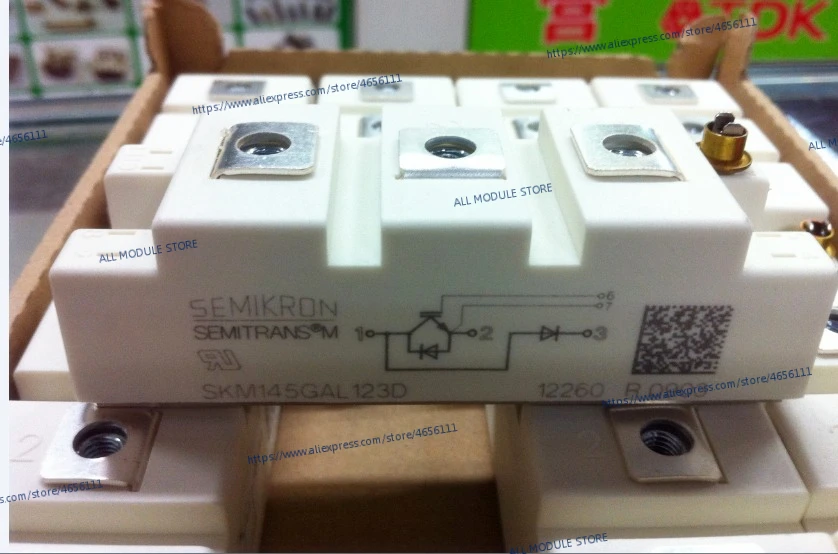 富 TDK
https://www.aliexpress.com/store/4656111
https://www.aliexpress.com/store/4656111
4656111
ALL M
ALL MODULE STORE
ALL MODULE STORE
SEMIKRON
SEMITRANS®M
1 2 3 6 7
SKM145GAL123D 12260
https://www.aliexpress.com/store/4656111
https://www.aliexpress.com/store/4656111
2
s.com/store/4656111
ALL MODULE STORE